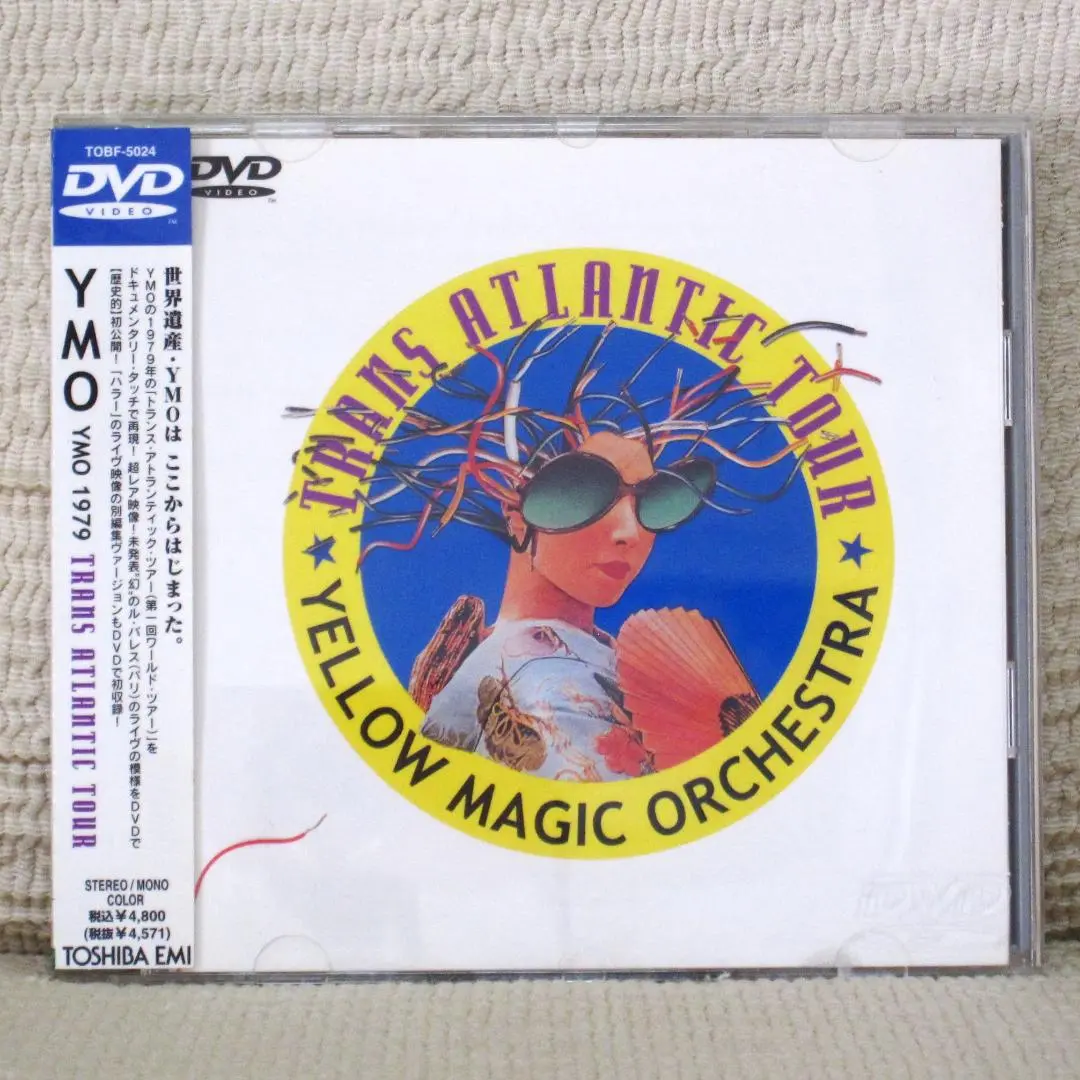 TOBF-5024
DVD
VIDEO
TM
YMO YMO 1979 TRANS ATLANTIC TOUR
世界遺産・YMOは ここからはじまった。
YMOの1979年の「トランス・アトランティック・ツアー(第一回ワールド・ツアー)」を
ドキュメンタリー・タッチで再現! 超レア映像!未発表“幻”のル・パレス(パリ)のライヴの模様をDVDで
【歴史的】初公開!「ハラー」のライヴ映像の別編集ヴァージョンもDVDで初収録!
STEREO/MONO
COLOR
税込¥4,800
(税抜¥4,571)
TOSHIBA EMI
DVD
VIDEO
TM
TRANS ATLANTIC TOUR
★ YELLOW MAGIC ORCHESTRA ★